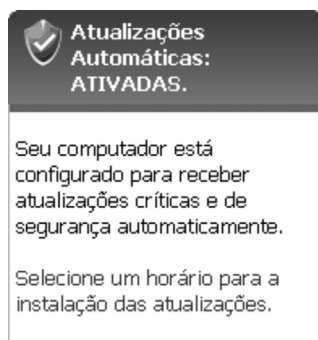 Atualizações
Automáticas:
ATIVADAS.
Seu computador está
configurado para receber
atualizações críticas e de
segurança automaticamente.
Selecione um horário para a
instalação das atualizações.